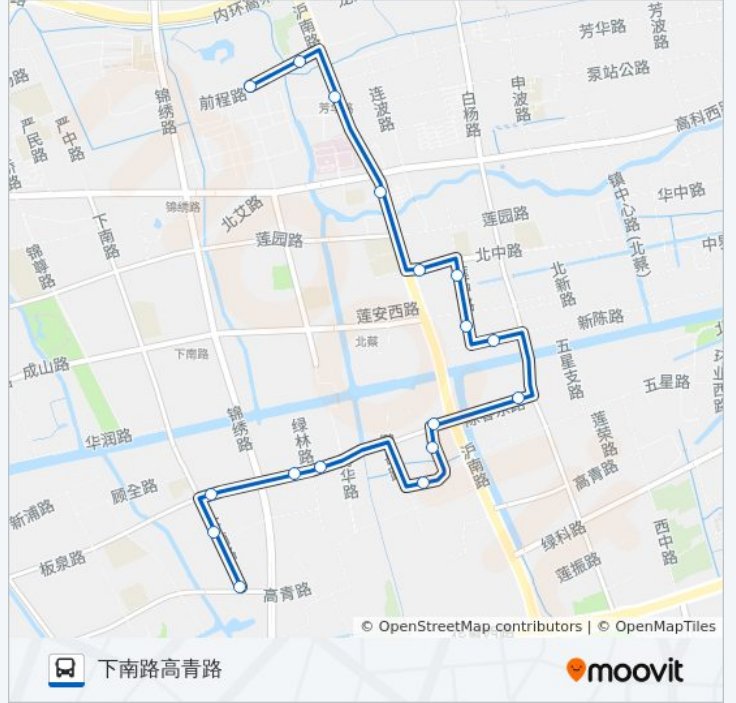 内环高架
沪南路
芳华路
芳波路
泵站公路
前程路
锦绣路
严民路
严中路
连波路
白杨路
申波路
高科西路
下南路
北艾路
锦绣路
莲园路
莲园路
北中路
镇中心路(北蔡)
华中路
锦尊路
北新路
莲安西路
新陈路
北蔡
下南路
成山路
五星支路
五星路
锦绣路
绿林路
华润路
莲荣路
沪南路
顾全路
华路
高青路
新浦路
绿科路
西中路
板泉路
莲振路
高青路
© OpenStreetMap contributors | © OpenMapTiles
下南路高青路
moovit